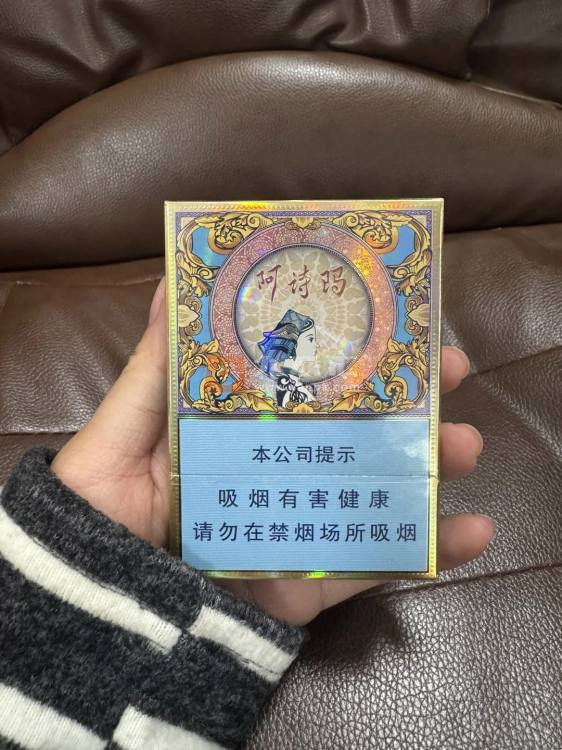 阿诗玛
本公司提示
吸烟有害健康
请勿在禁烟场所吸烟